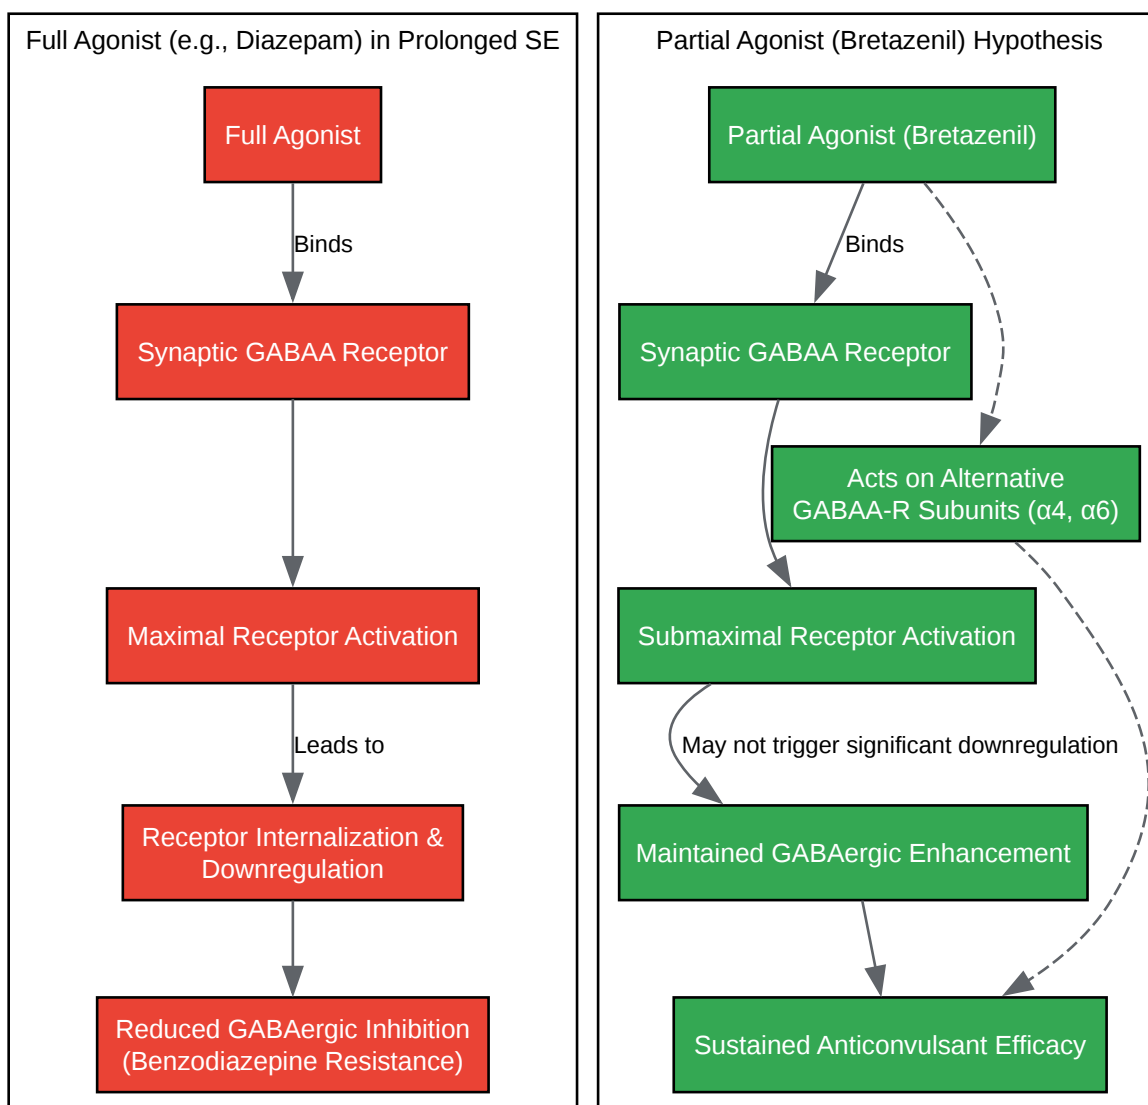 Full Agonist (e.g., Diazepam) in Prolonged SE
Full Agonist
Binds
Synaptic GABAA Receptor
Maximal Receptor Activation
Leads to
Receptor Internalization &
Downregulation
Reduced GABAergic Inhibition
(Benzodiazepine Resistance)
Partial Agonist (Bretazenil) Hypothesis
Partial Agonist (Bretazenil)
Binds
Synaptic GABAA Receptor
Acts on Alternative
GABAA-R Subunits (α4, α6)
Submaximal Receptor Activation
May not trigger significant downregulation
Maintained GABAergic Enhancement
Sustained Anticonvulsant Efficacy